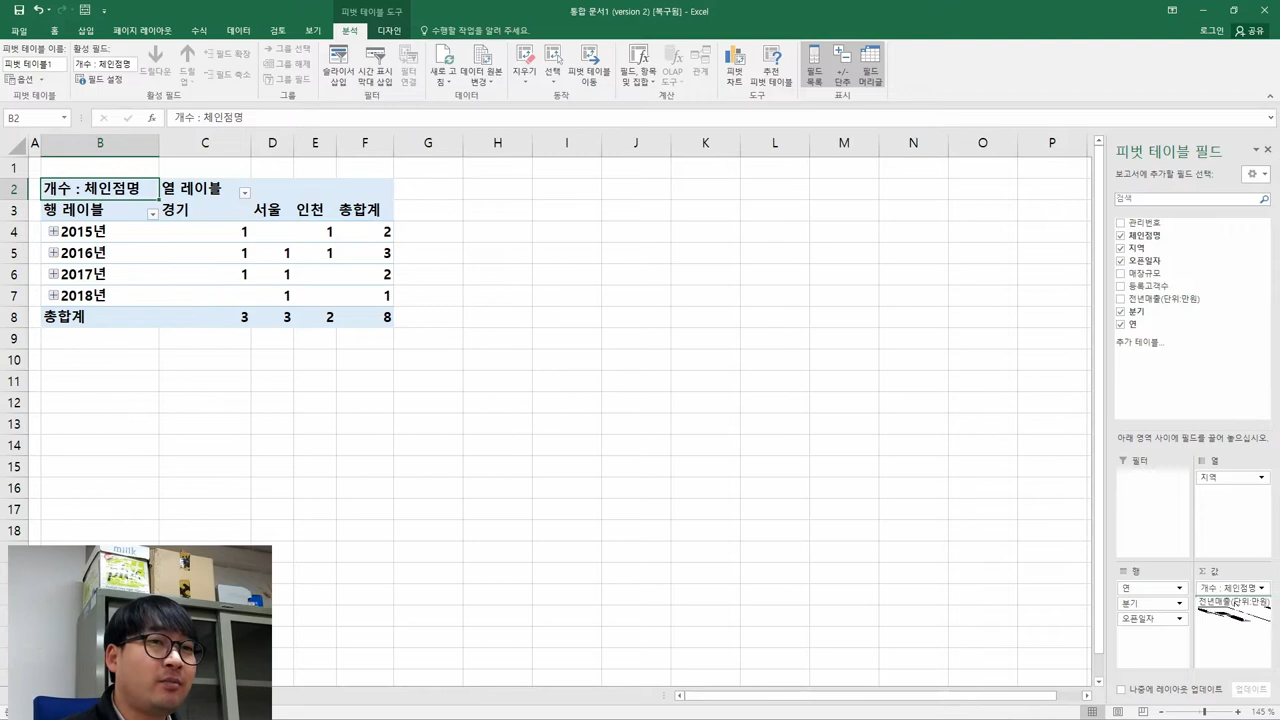 피벗 테이블 도구
통합 문서1 (version 2) [복구됨] - Excel
파일 홈 삽입 페이지 레이아웃 수식 데이터 검토 보기 분석 디자인 수행할 작업을 알려 주세요. 로그인 공유
피벗 테이블 이름: 활성 필드:
피벗 테이블1 개수 : 체인점명
옵션 필드 설정
드릴다운 드릴 업
필드 확장
필드 축소
그룹 선택
그룹 해제
그룹 필드
슬라이서 삽입 시간 표시 막대 삽입 필터 연결
새로 고침 데이터 원본 변경
지우기 선택 피벗 테이블 이동
필드, 항목 및 집합 OLAP 도구 관계
피벗 차트 추천 피벗 테이블
필드 목록 +/- 단추 필드 머리글
피벗 테이블 활성 필드 그룹 필터 데이터 동작 계산 도구 표시
B2 fx 개수 : 체인점명
A B C D E F G H I J K L M N O P
1
2 개수 : 체인점명 열 레이블
3 행 레이블 경기 서울 인천 총합계
4 2015년 1 1 2
5 2016년 1 1 1 3
6 2017년 1 1 2
7 2018년 1 1
8 총합계 3 3 2 8
9
10
11
12
13
14
15
16
17
18
피벗 테이블 필드
보고서에 추가할 필드 선택:
검색
관리번호
체인점명
지역
오픈일자
매장규모
등록고객수
전년매출(단위:만원)
분기
연
추가 테이블...
아래 영역 사이에 필드를 끌어 놓으십시오.
필터 열
지역
행 Σ 값
연 개수 : 체인점명
분기 전년매출(단위:만원)
오픈일자
나중에 레이아웃 업데이트 업데이트
milk
145 %